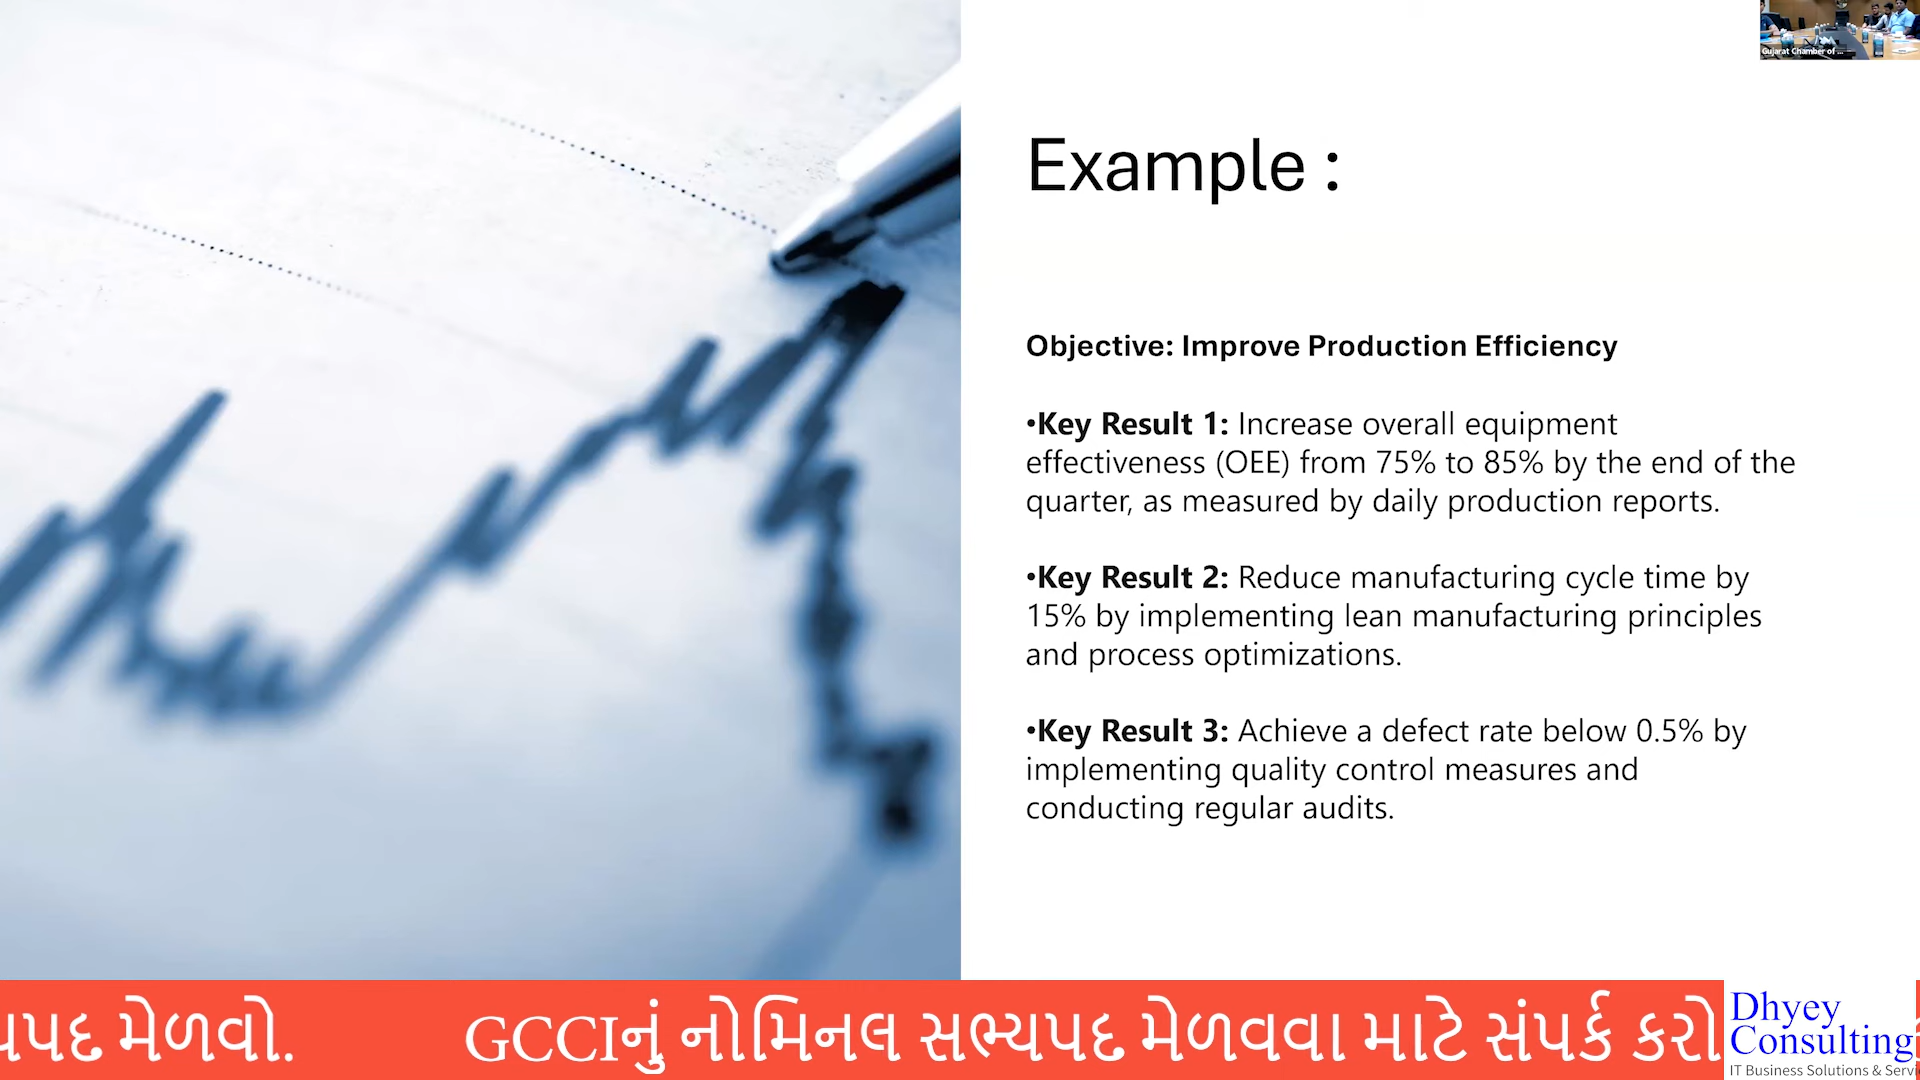 Gujarat Chamber of ...
Example :
Objective: Improve Production Efficiency
•Key Result 1: Increase overall equipment
effectiveness (OEE) from 75% to 85% by the end of the
quarter, as measured by daily production reports.
•Key Result 2: Reduce manufacturing cycle time by
15% by implementing lean manufacturing principles
and process optimizations.
•Key Result 3: Achieve a defect rate below 0.5% by
implementing quality control measures and
conducting regular audits.
મેળવો. GCCIનું નોમિનલ સભ્યપદ મેળવવા માટે સંપર્ક કરો
Dhyey
Consulting
IT Business Solutions &